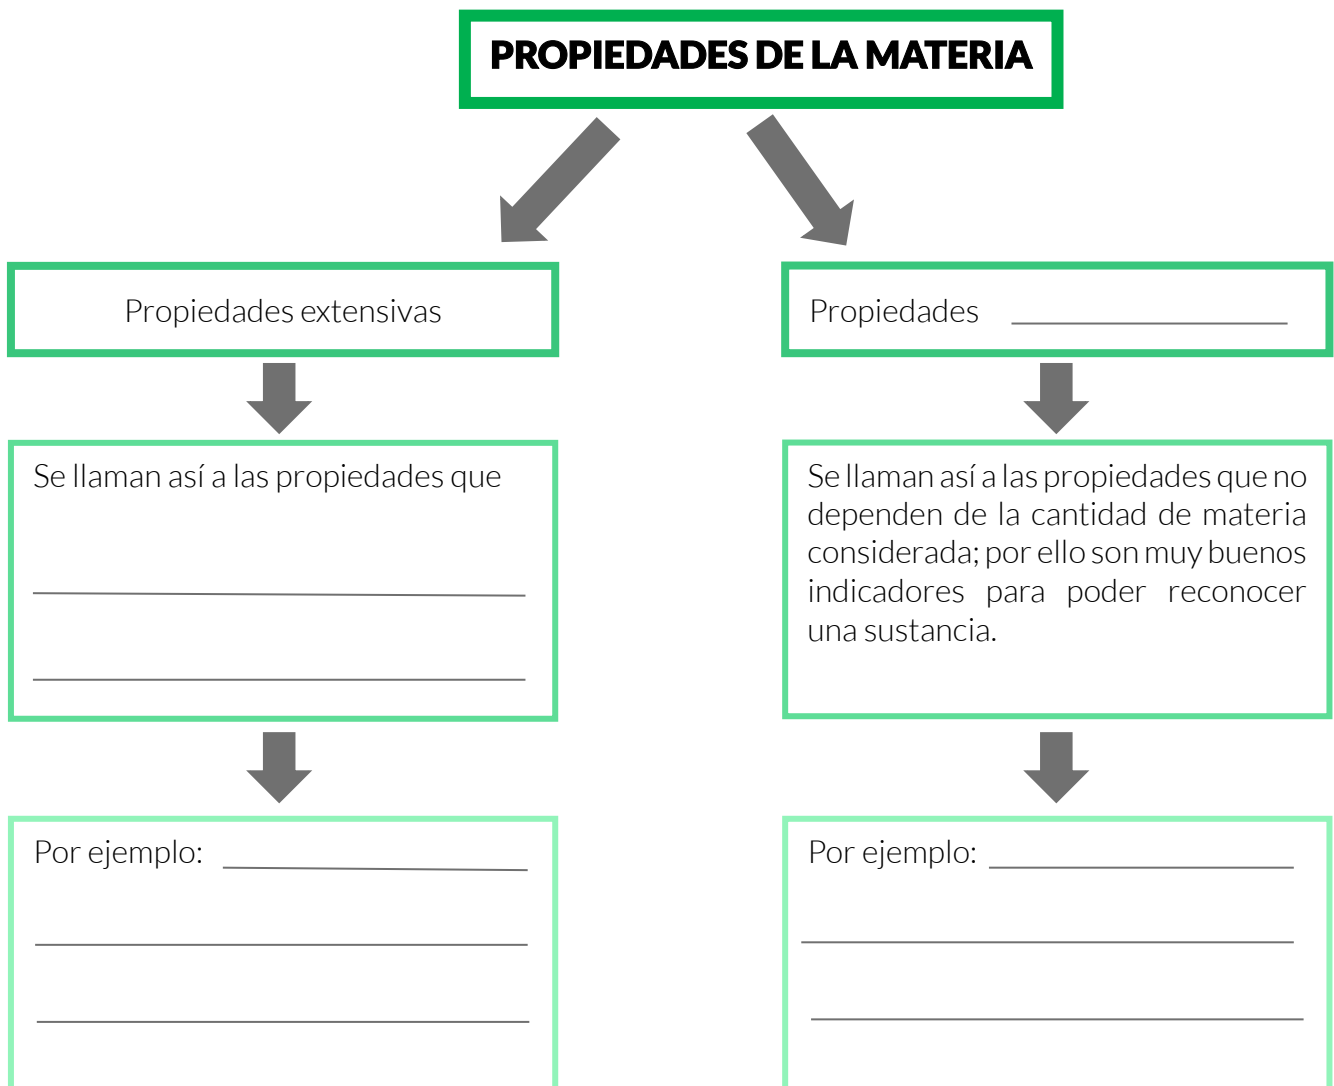 PROPIEDADES DE LA MATERIA
Propiedades extensivas
Propiedades
Se llaman así a las propiedades que
Se llaman así a las propiedades que no
dependen de la cantidad de materia
considerada; por ello son muy buenos
indicadores para poder reconocer
una sustancia.
Por ejemplo:
Por ejemplo: